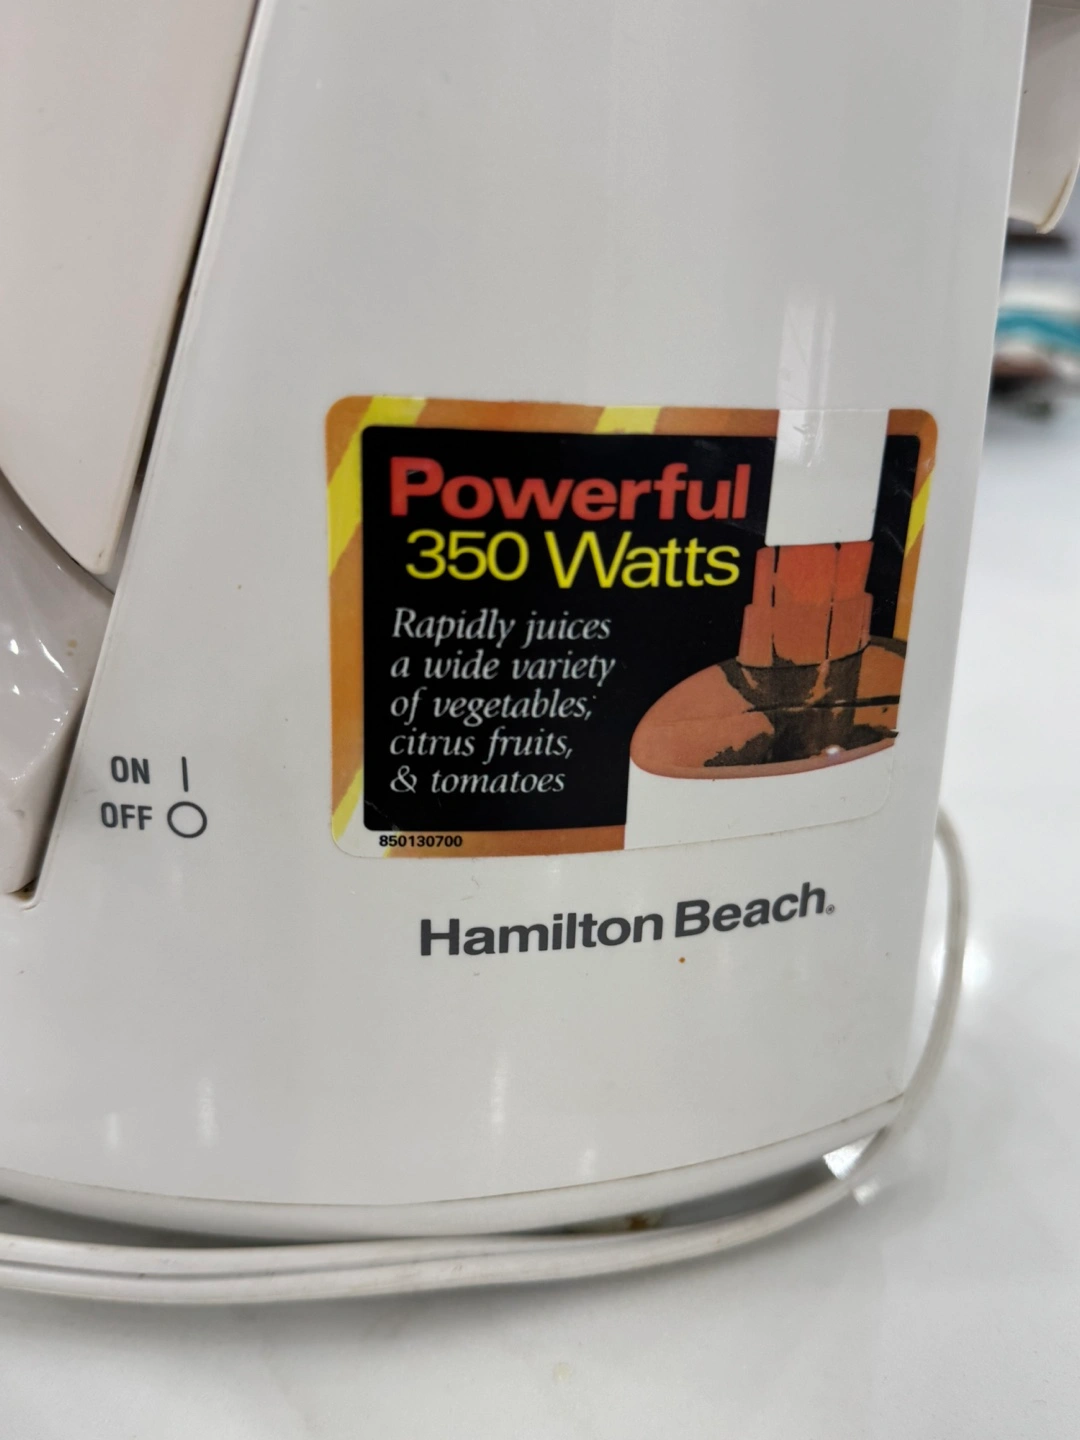 Powerful
350 Watts
Rapidly juices
a wide variety
of vegetables,
citrus fruits,
& tomatoes
850130700
ON |
OFF O
Hamilton Beach®